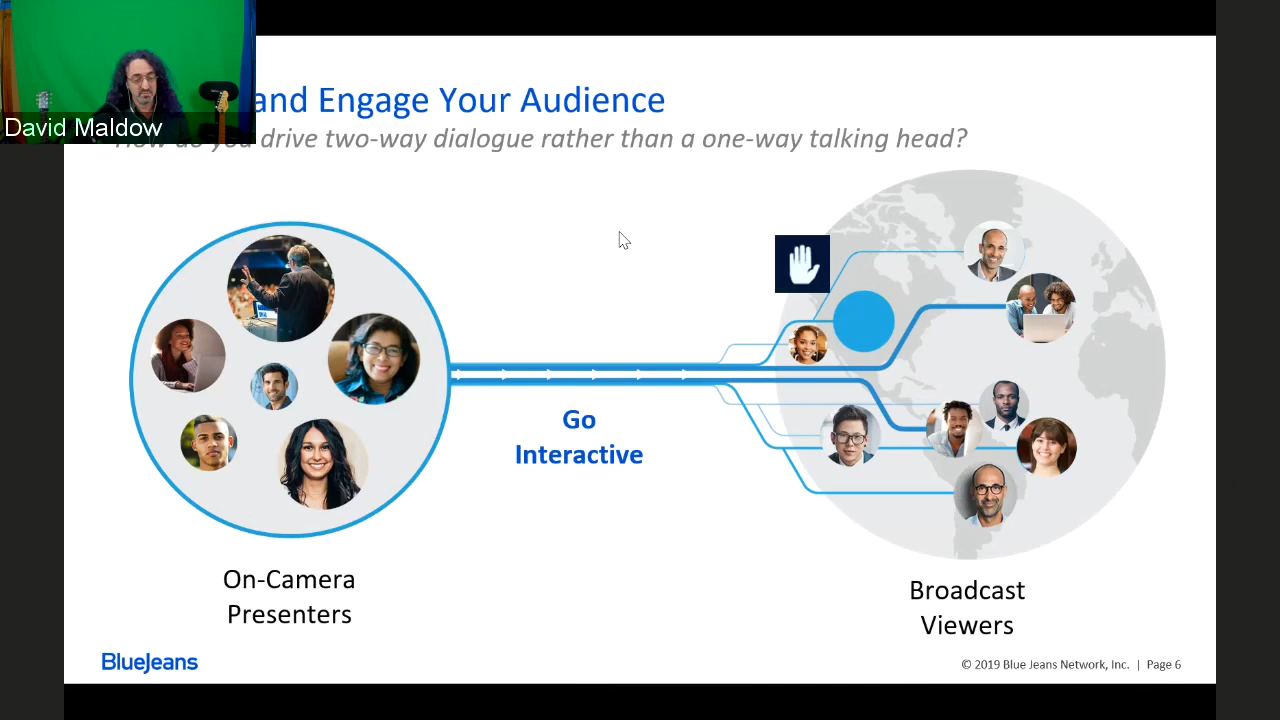 David Maldow
and Engage Your Audience
drive two-way dialogue rather than a one-way talking head?
Go
Interactive
On-Camera
Presenters
Broadcast
Viewers
BlueJeans
© 2019 Blue Jeans Network, Inc. | Page 6